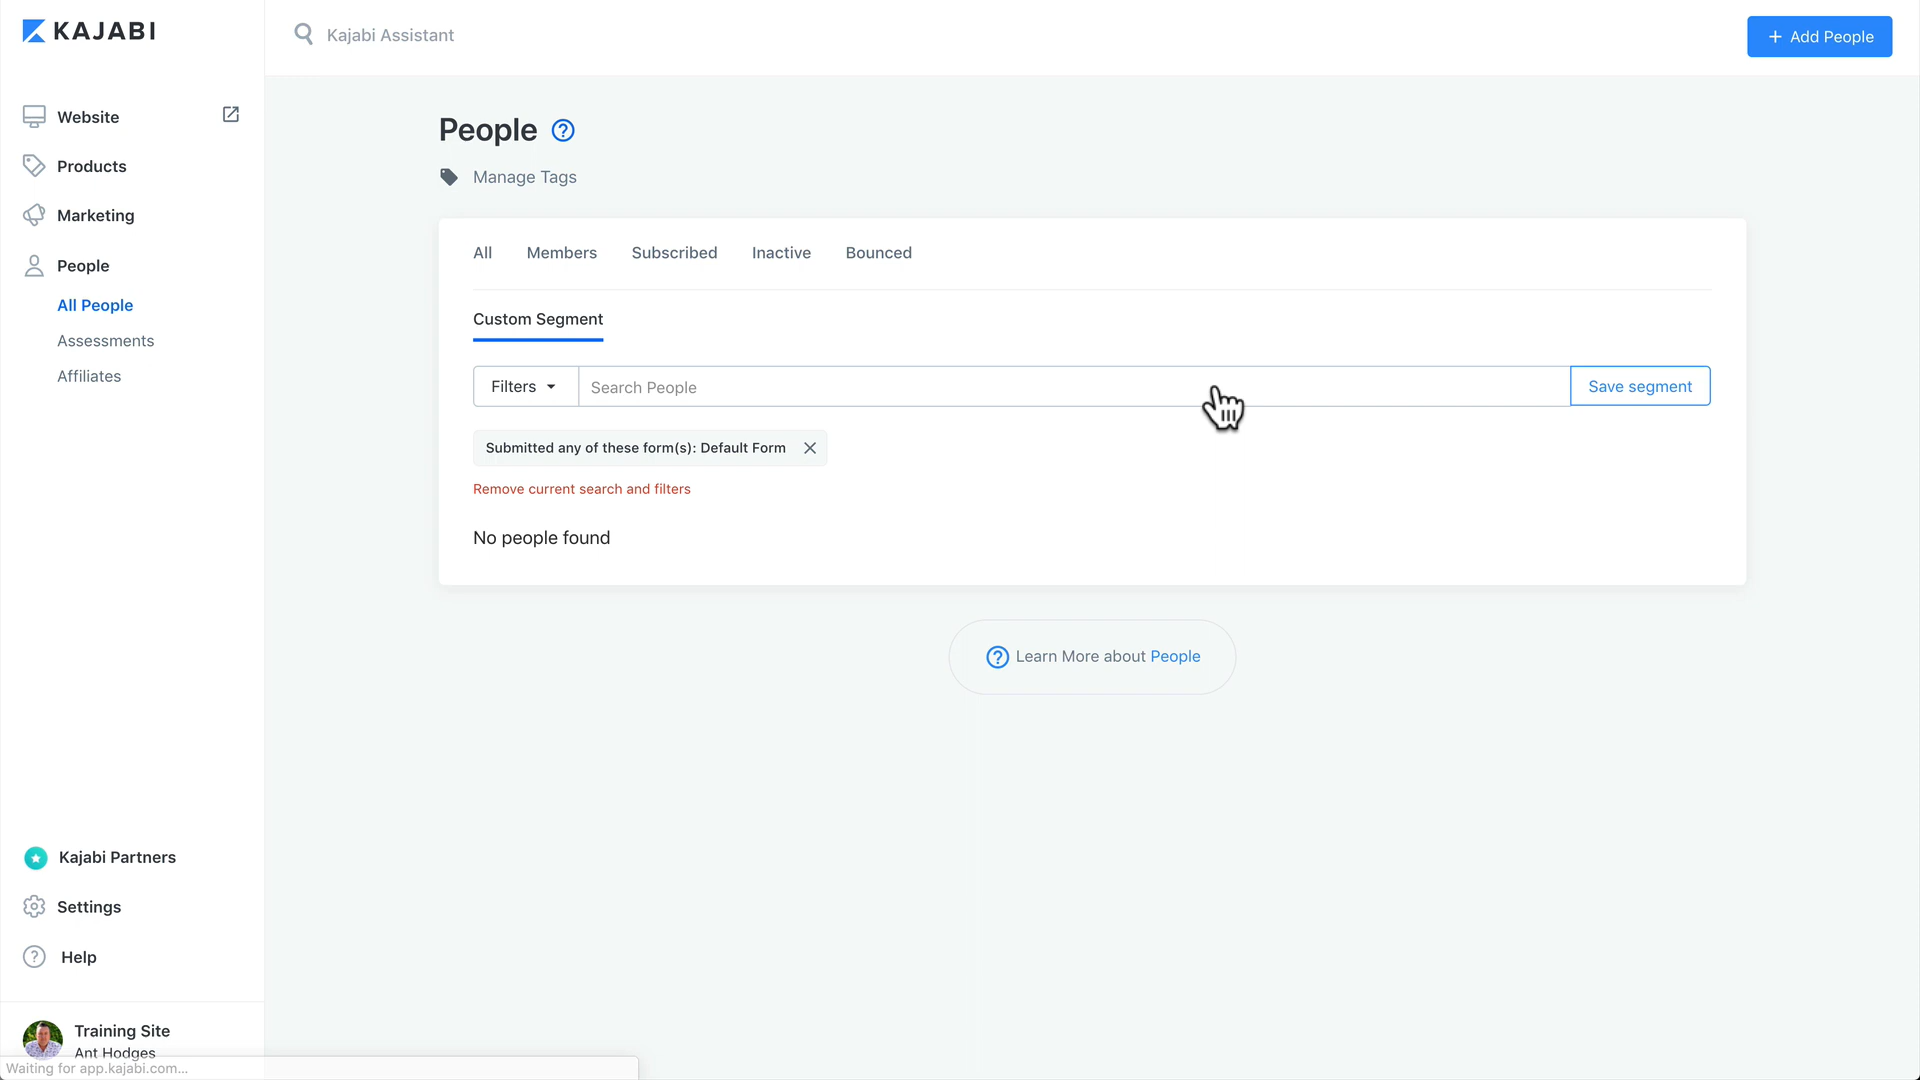 KAJABI
Kajabi Assistant
+ Add People
Website
Products
Marketing
People
All People
Assessments
Affiliates
People ?
Manage Tags
All Members Subscribed Inactive Bounced
Custom Segment
Filters Search People Save segment
Submitted any of these form(s): Default Form
Remove current search and filters
No people found
? Learn More about People
Kajabi Partners
Settings
? Help
Training Site
Ant Hodges
Waiting for app.kajabi.com...